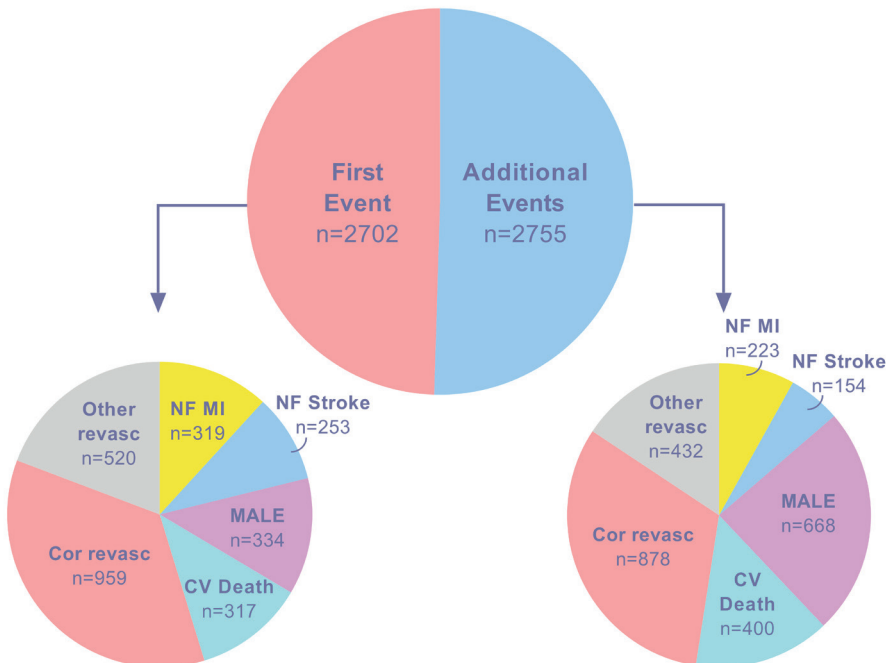 First
Event
n=2702
Additional
Events
n=2755
NF MI
n=319
NF Stroke
n=253
MALE
n=334
CV Death
n=317
Cor revasc
n=959
Other
revasc
n=520
NF MI
n=223
NF Stroke
n=154
MALE
n=668
CV
Death
n=400
Cor revasc
n=878
Other
revasc
n=432